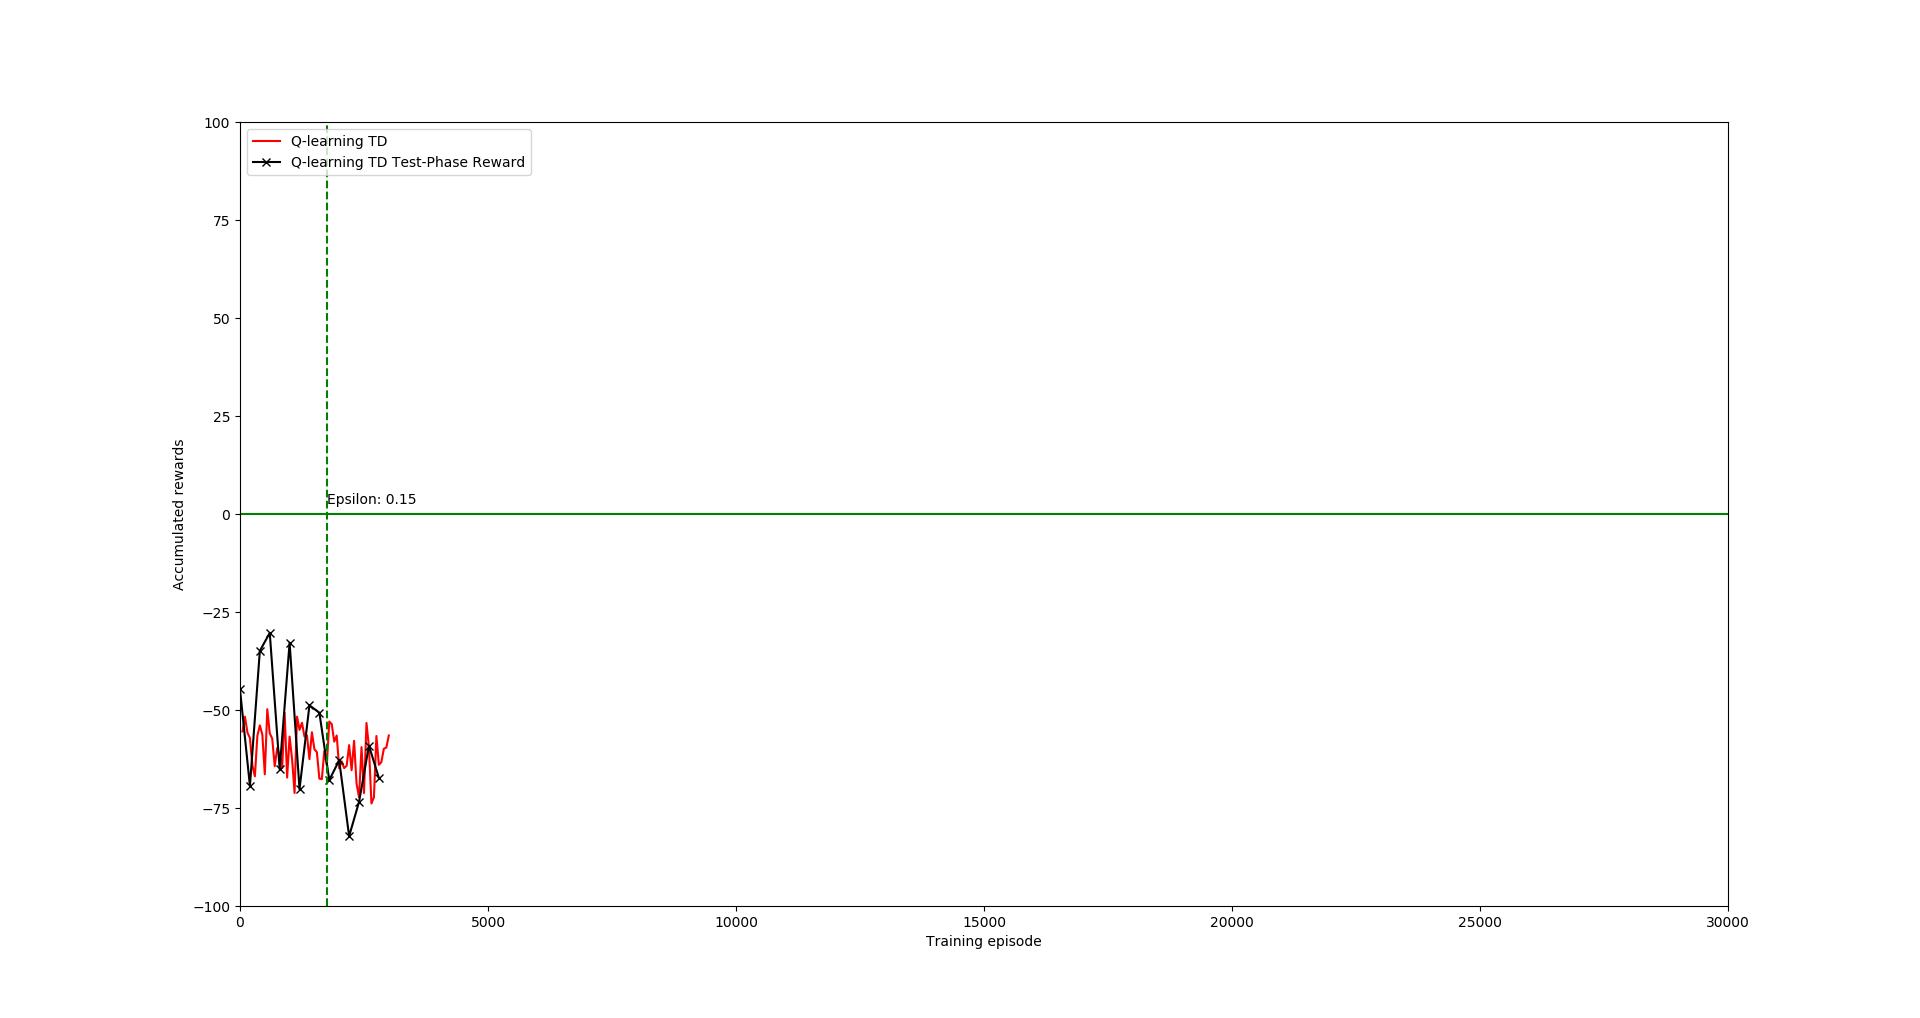 Q-learning TD
Q-learning TD Test-Phase Reward
100
75
50
25
0
−25
−50
−75
−100
Accumulated rewards
Epsilon: 0.15
0 5000 10000 15000 20000 25000 30000
Training episode